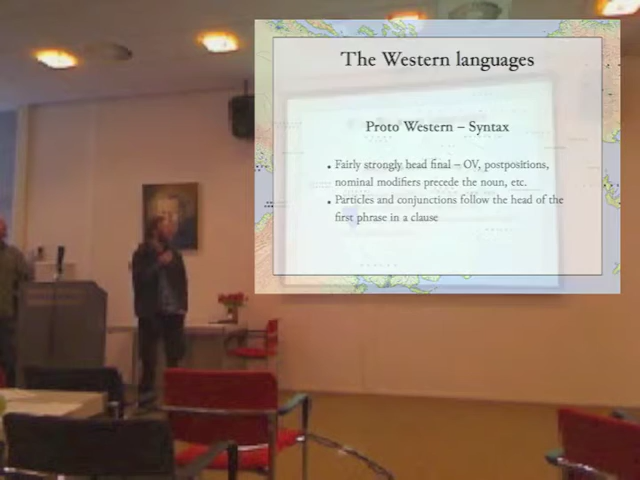 The Western languages
Proto Western – Syntax
• Fairly strongly head final – OV, postpositions,
nominal modifiers precede the noun, etc.
• Particles and conjunctions follow the head of the
first phrase in a clause